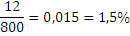 12/800 = 0,015 = 1,5%